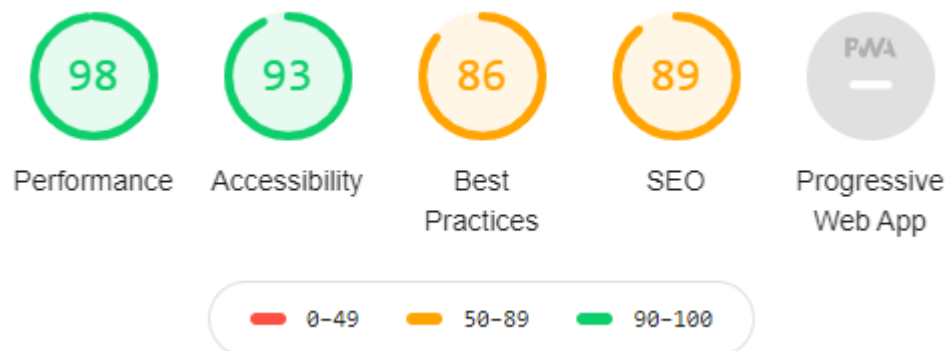 98 93 86 89 PWA
Performance Accessibility Best Practices SEO Progressive Web App
0–49 50–89 90–100